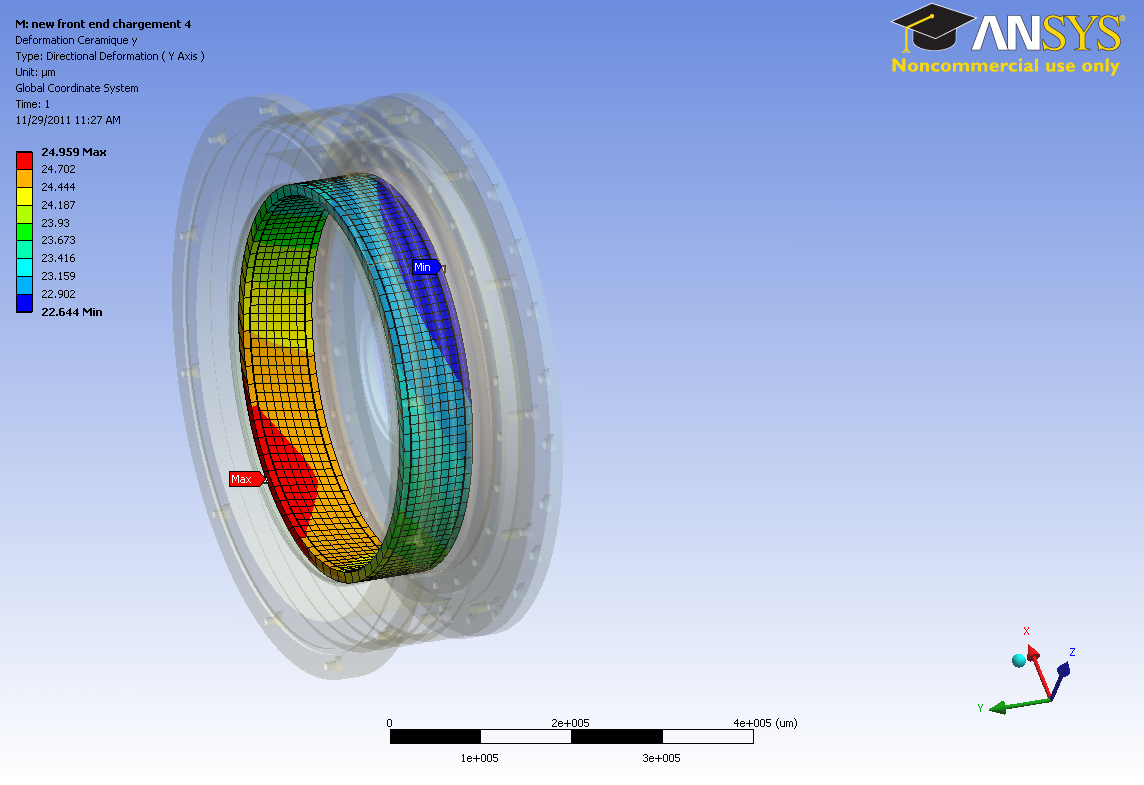 M: new front end chargement 4
Deformation Ceramique y
Type: Directional Deformation ( Y Axis )
Unit: µm
Global Coordinate System
Time: 1
11/29/2011 11:27 AM
24.959 Max
24.702
24.444
24.187
23.93
23.673
23.416
23.159
22.902
22.644 Min
ANSYS®
Noncommercial use only
Min
Max
X
Z
Y
0
2e+005
4e+005 (um)
1e+005
3e+005